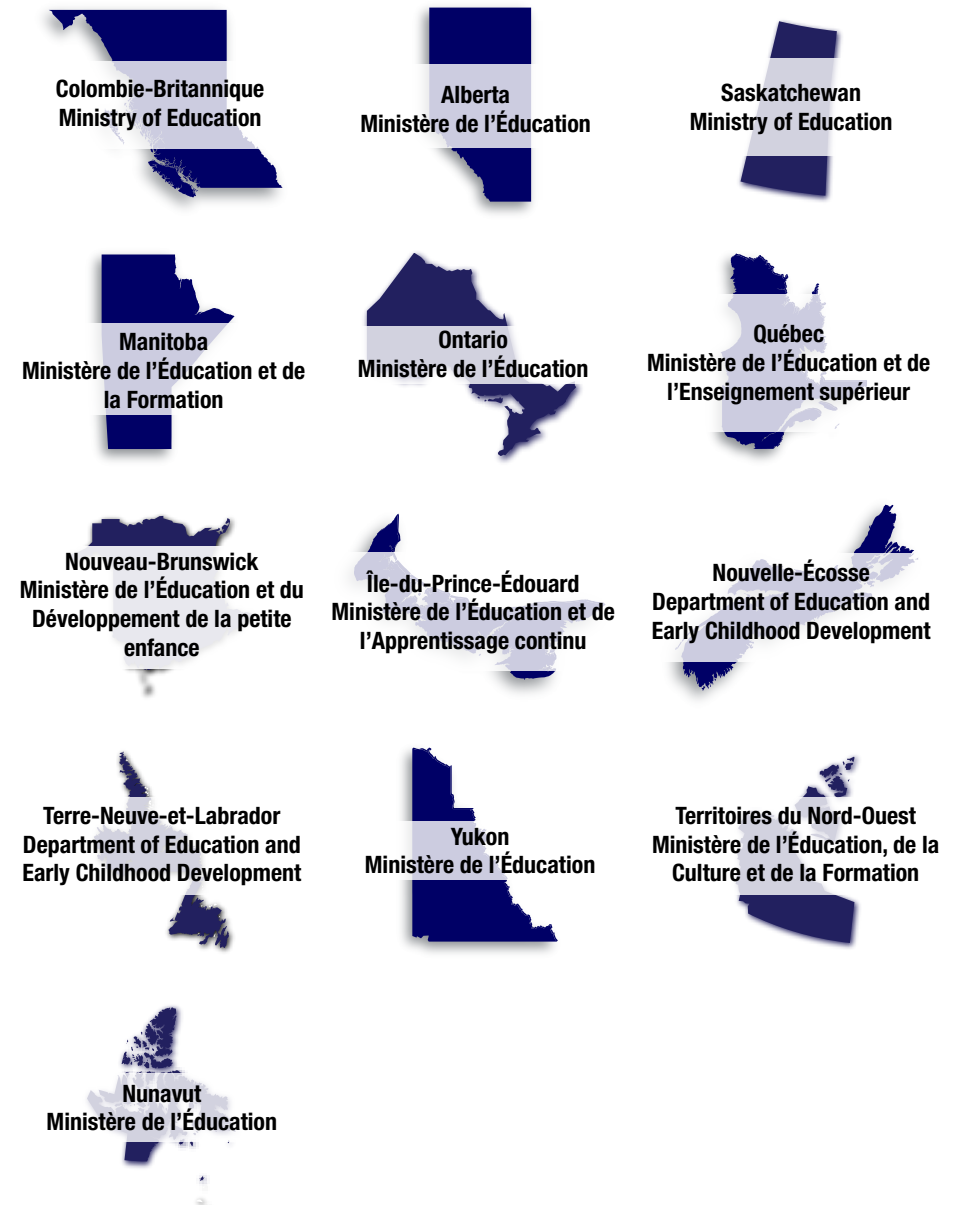 Colombie-Britannique
Ministry of Education
Alberta
Ministère de l'Éducation
Saskatchewan
Ministry of Education
Manitoba
Ministère de l'Éducation et de
la Formation
Ontario
Ministère de l'Éducation
Québec
Ministère de l'Éducation et de
l'Enseignement supérieur
Nouveau-Brunswick
Ministère de l'Éducation et du
Développement de la petite
enfance
Île-du-Prince-Édouard
Ministère de l'Éducation et de
l'Apprentissage continu
Nouvelle-Écosse
Department of Education and
Early Childhood Development
Terre-Neuve-et-Labrador
Department of Education and
Early Childhood Development
Yukon
Ministère de l'Éducation
Territoires du Nord-Ouest
Ministère de l'Éducation, de la
Culture et de la Formation
Nunavut
Ministère de l'Éducation